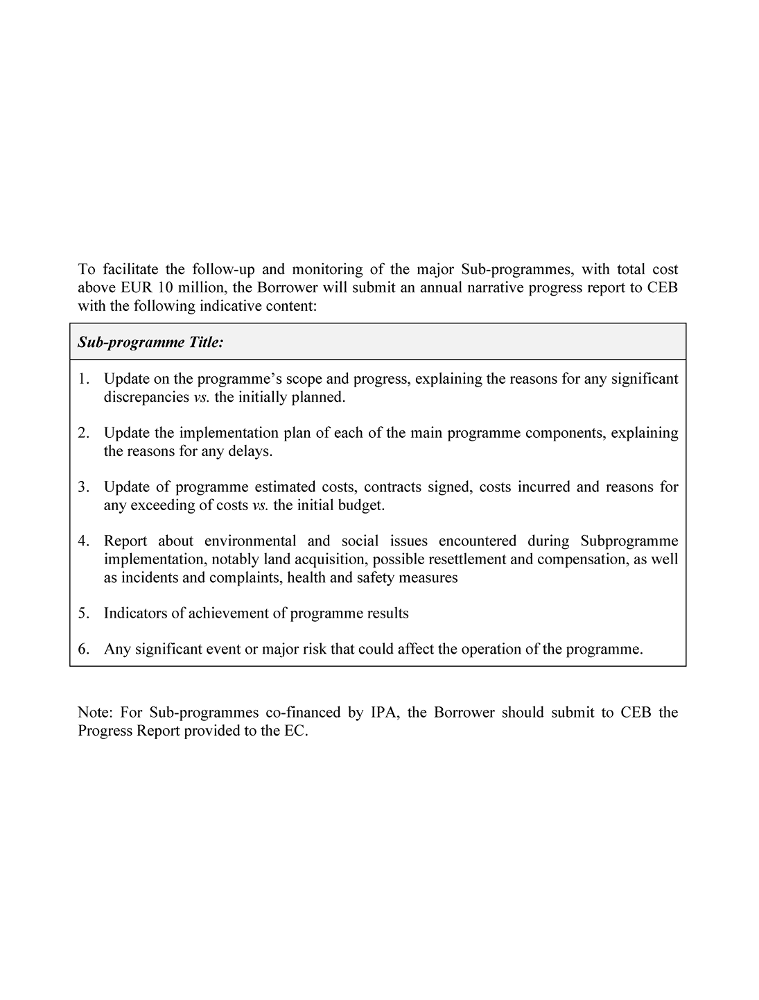 To facilitate the follow-up and monitoring of the major Sub-programmes, with total cost
above EUR 10 million, the Borrower will submit an annual narrative progress report to CEB
with the following indicative content:
Sub-programme Title:
1. Update on the programme’s scope and progress, explaining the reasons for any significant
discrepancies vs. the initially planned.
2. Update the implementation plan of each of the main programme components, explaining
the reasons for any delays.
3. Update of programme estimated costs, contracts signed, costs incurred and reasons for
any exceeding of costs vs. the initial budget.
4. Report about environmental and social issues encountered during Subprogramme
implementation, notably land acquisition, possible resettlement and compensation, as well
as incidents and complaints, health and safety measures
5. Indicators of achievement of programme results
6. Any significant event or major risk that could affect the operation of the programme.
Note: For Sub-programmes co-financed by IPA, the Borrower should submit to CEB the
Progress Report provided to the EC.